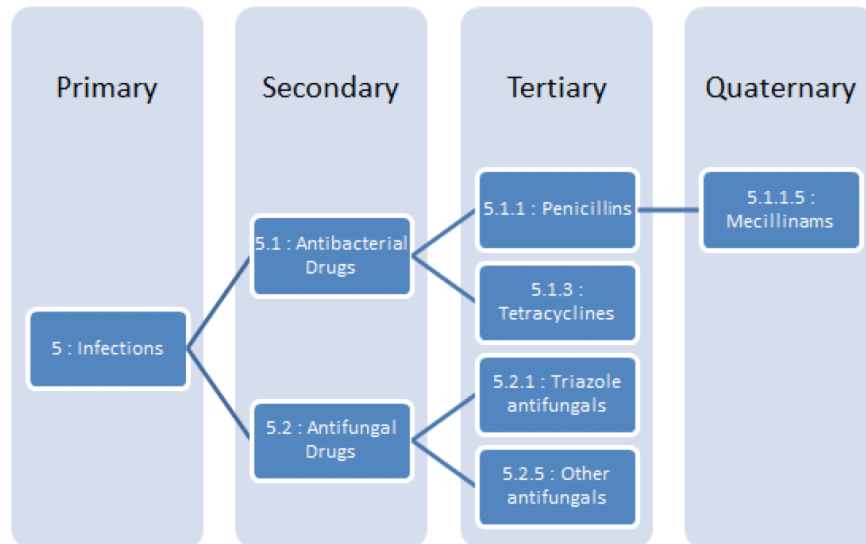 Primary
Secondary
Tertiary
Quaternary
5 : Infections
5.1 : Antibacterial
Drugs
5.2 : Antifungal
Drugs
5.1.1 : Penicillins
5.1.3 :
Tetracyclines
5.2.1 : Triazole
antifungals
5.2.5 : Other
antifungals
5.1.1.5 :
Mecillinams